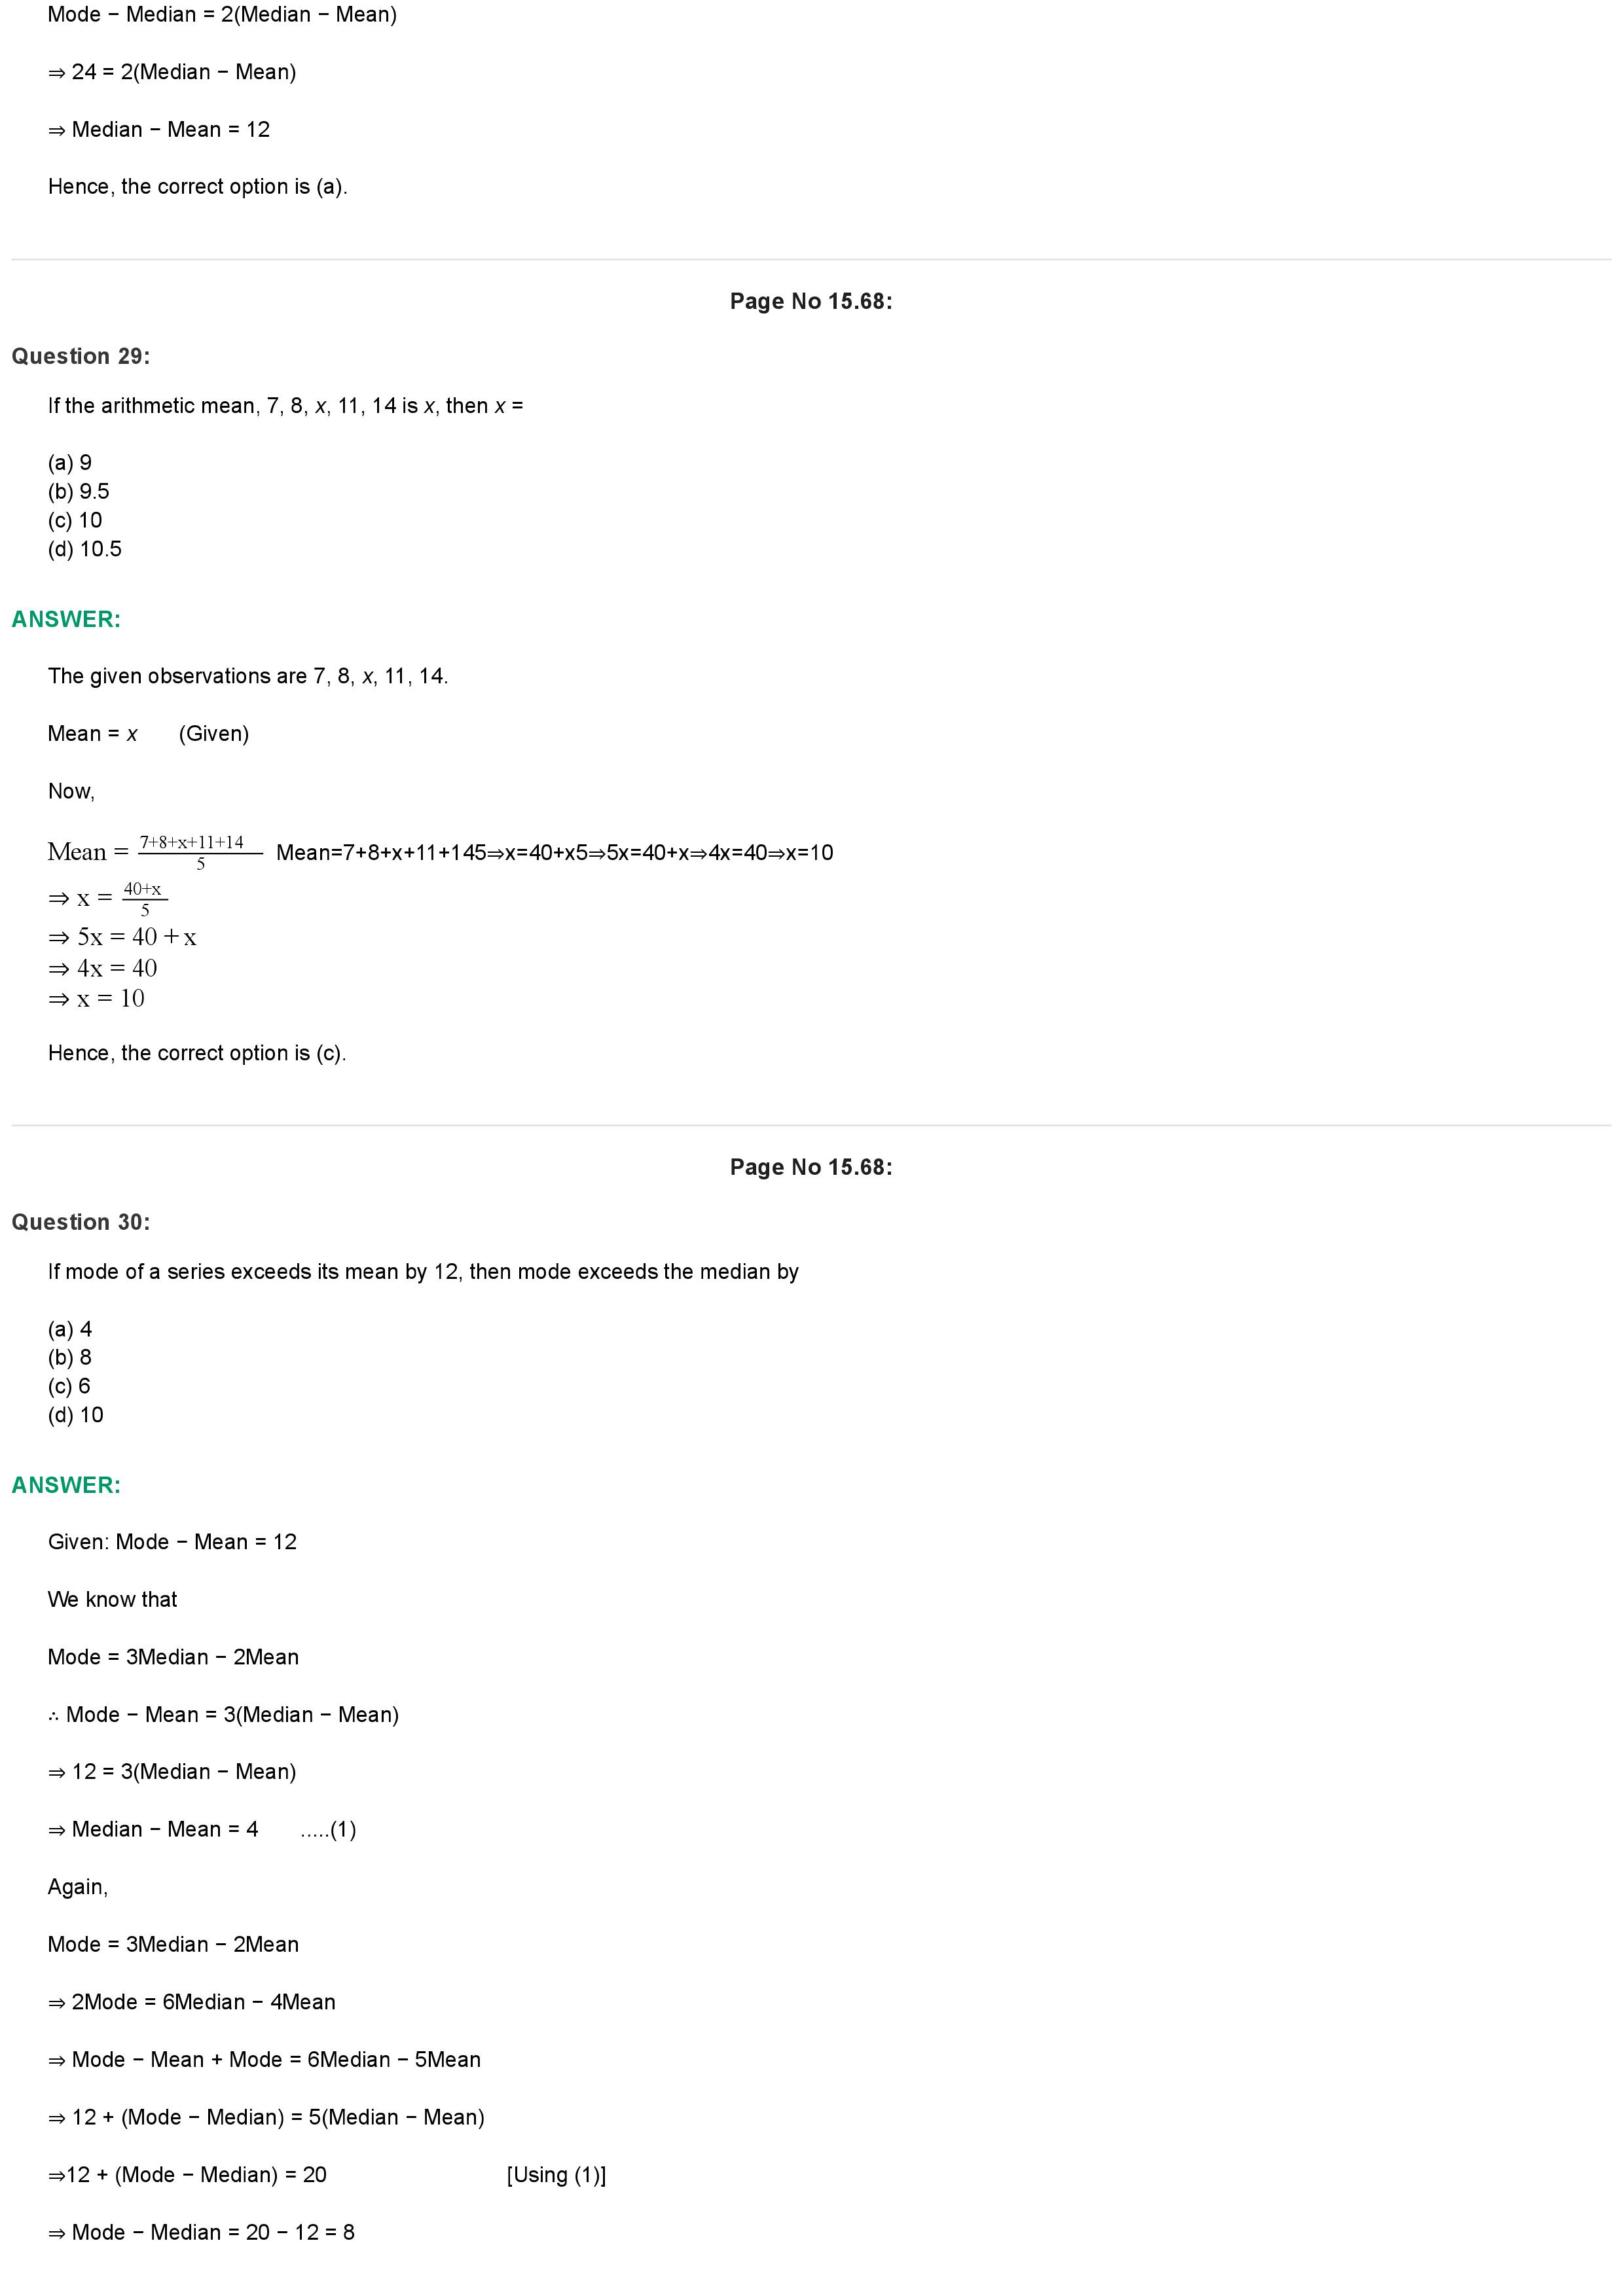 Mode − Median = 2(Median − Mean)
⇒ 24 = 2(Median − Mean)
⇒ Median − Mean = 12
Hence, the correct option is (a).
Page No 15.68:
Question 29:
If the arithmetic mean, 7, 8, x, 11, 14 is x, then x =
(a) 9
(b) 9.5
(c) 10
(d) 10.5
ANSWER:
The given observations are 7, 8, x, 11, 14.
Mean = x (Given)
Now,
Mean = \frac{7+8+x+11+14}{5} Mean=7+8+x+11+145⇒x=40+x5⇒5x=40+x⇒4x=40⇒x=10
⇒ x = \frac{40+x}{5}
⇒ 5x = 40 + x
⇒ 4x = 40
⇒ x = 10
Hence, the correct option is (c).
Page No 15.68:
Question 30:
If mode of a series exceeds its mean by 12, then mode exceeds the median by
(a) 4
(b) 8
(c) 6
(d) 10
ANSWER:
Given: Mode − Mean = 12
We know that
Mode = 3Median − 2Mean
∴ Mode − Mean = 3(Median − Mean)
⇒ 12 = 3(Median − Mean)
⇒ Median − Mean = 4 .....(1)
Again,
Mode = 3Median − 2Mean
⇒ 2Mode = 6Median − 4Mean
⇒ Mode − Mean + Mode = 6Median − 5Mean
⇒ 12 + (Mode − Median) = 5(Median − Mean)
⇒12 + (Mode − Median) = 20 [Using (1)]
⇒ Mode − Median = 20 − 12 = 8